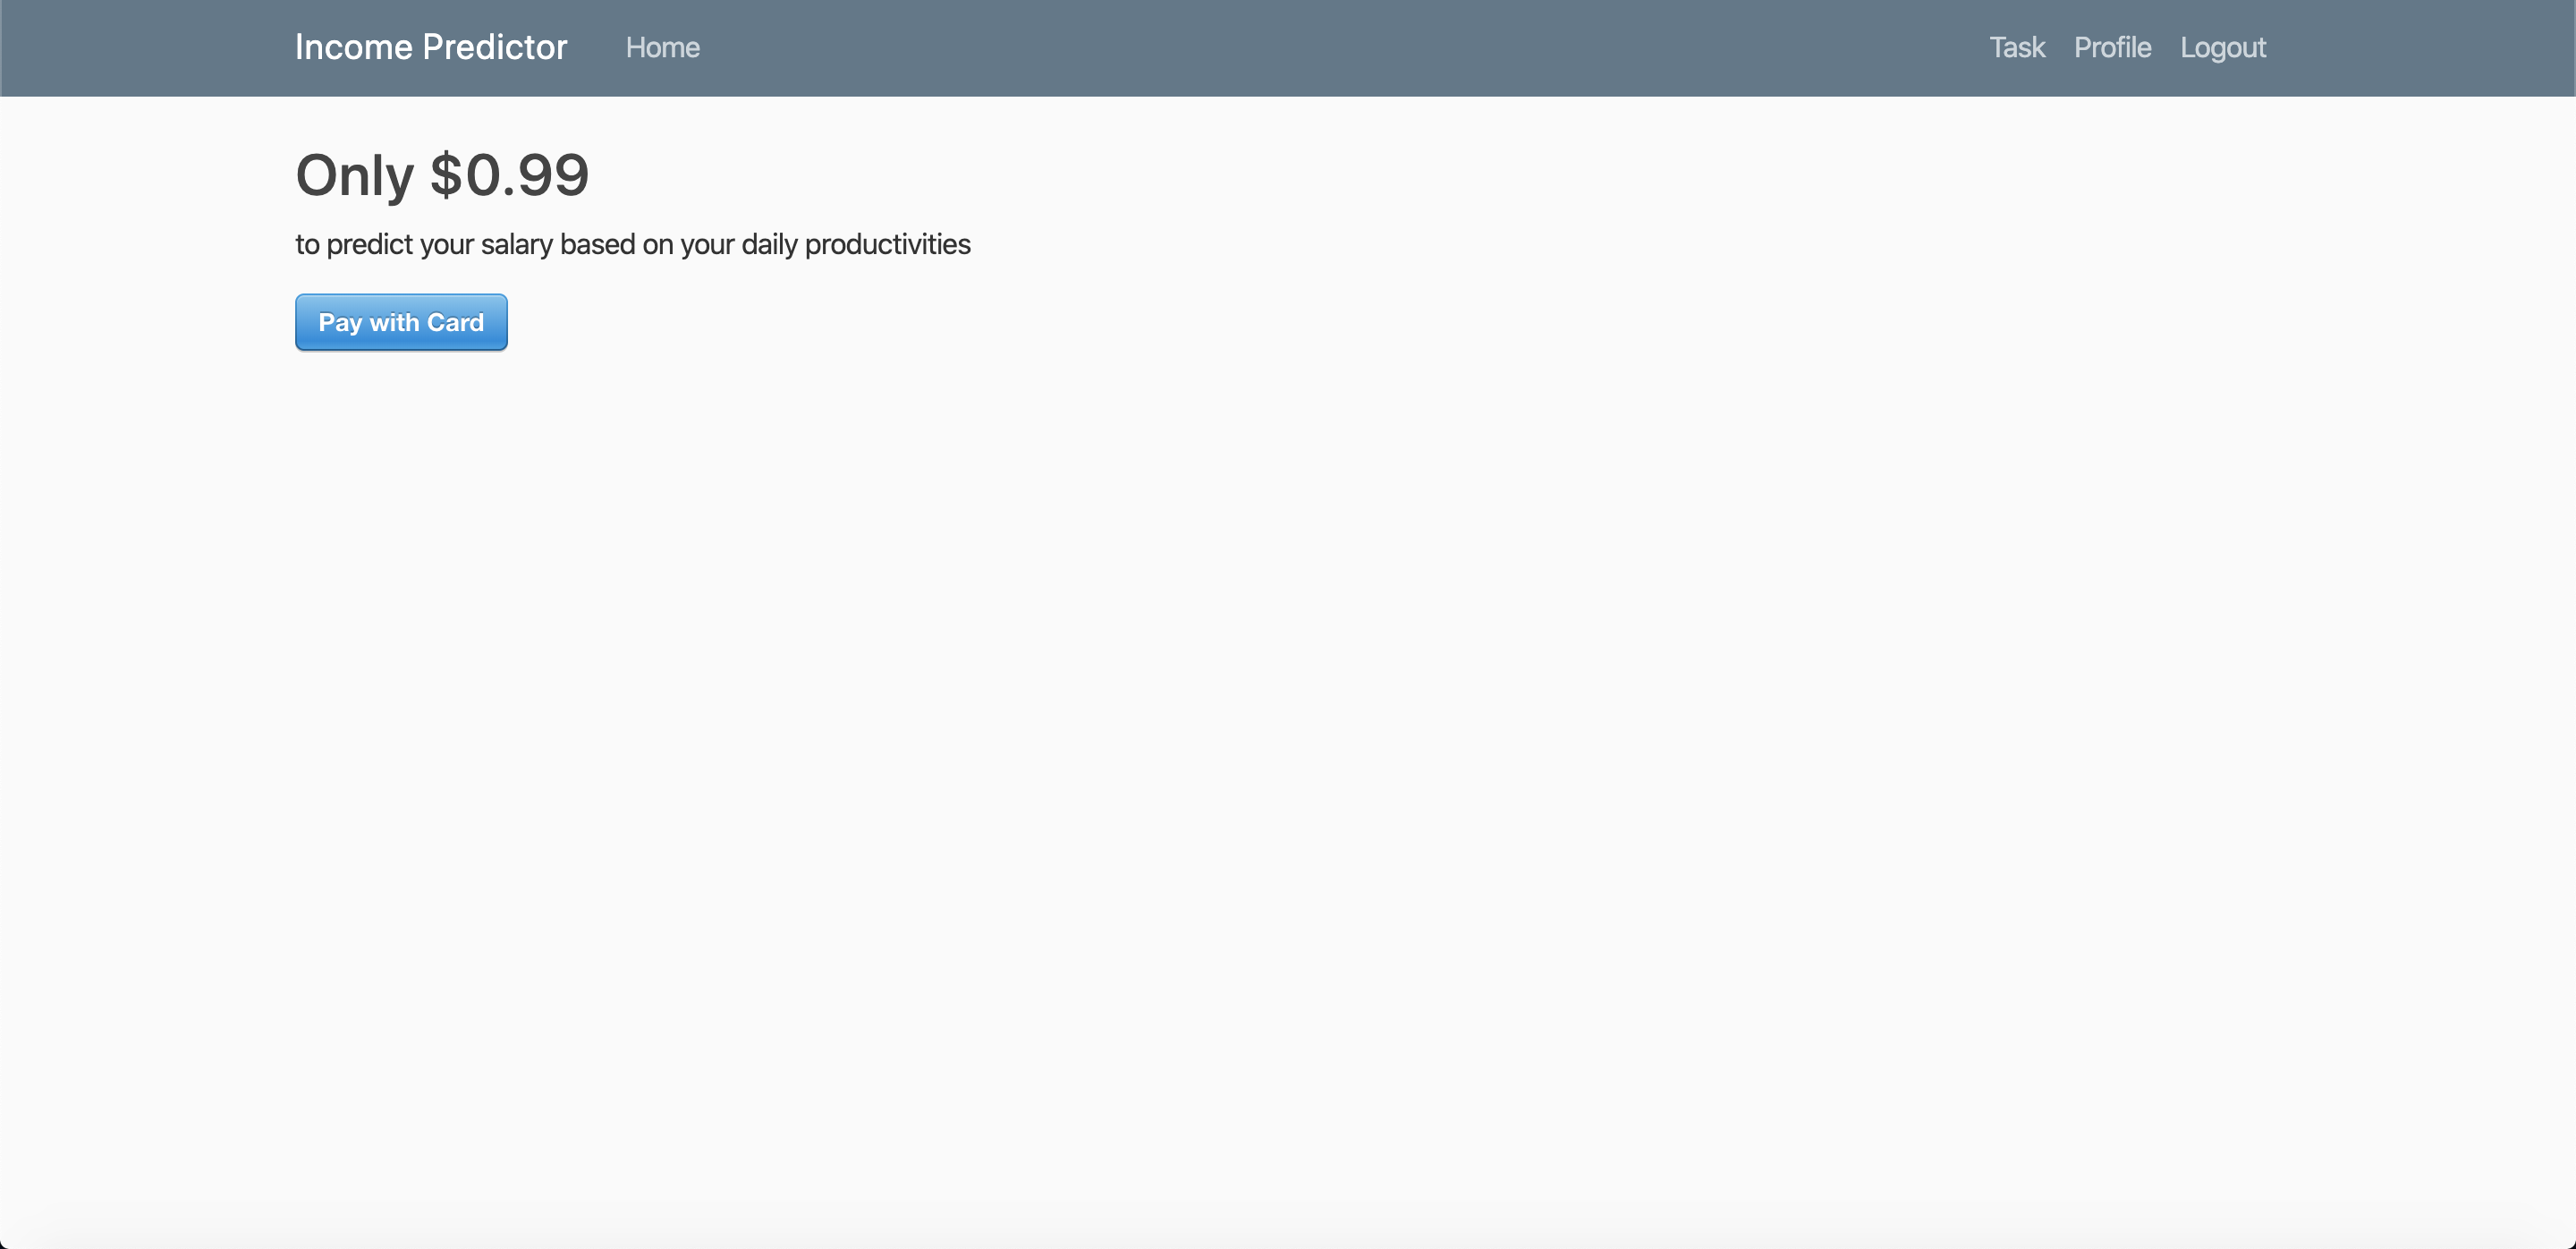 Income Predictor Home Task Profile Logout
Only $0.99
to predict your salary based on your daily productivities
Pay with Card